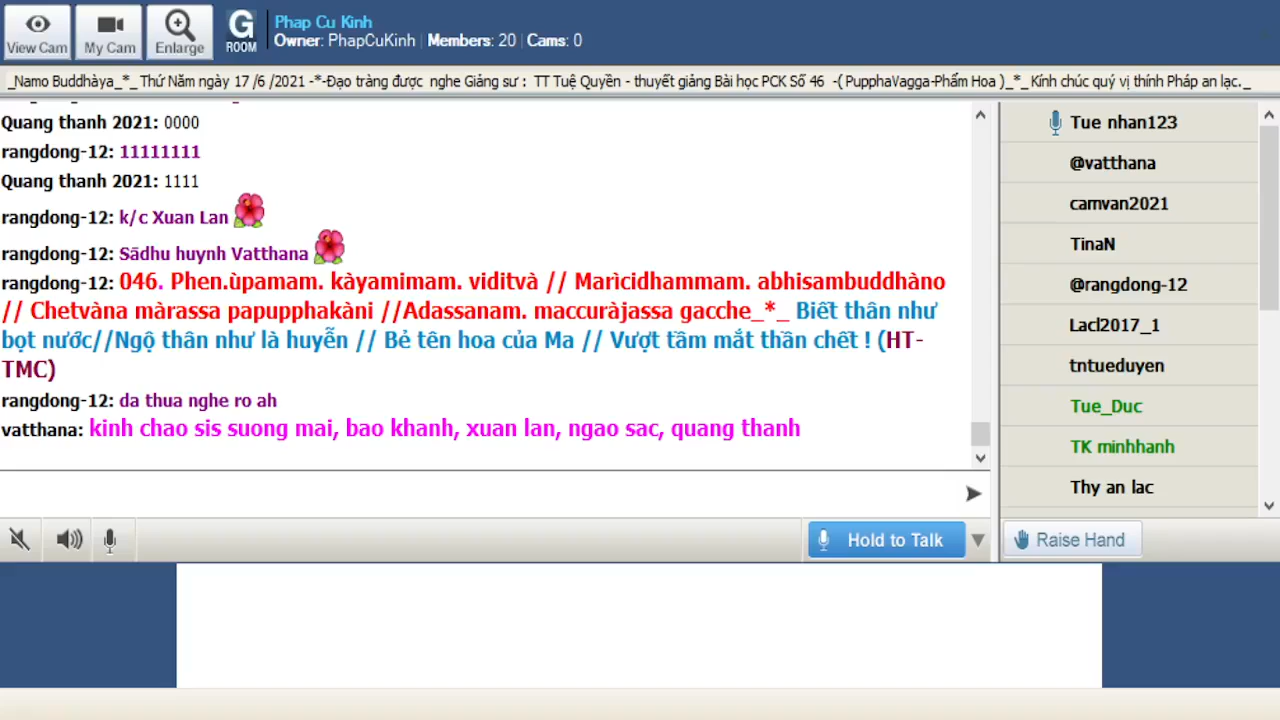 View Cam
My Cam
Enlarge
G
ROOM
Phap Cu Kinh
Owner: PhapCuKinh | Members: 20 | Cams: 0
_Namo Buddhàya_*_Thứ Năm ngày 17 /6 /2021 -*-Đạo tràng được nghe Giảng sư : TT Tuệ Quyền - thuyết giảng Bài học PCK Số 46 -( PupphaVagga-Phẩm Hoa )_*_Kính chúc quý vị thính Pháp an lạc._
Quang thanh 2021: 0000
rangdong-12: 11111111
Quang thanh 2021: 1111
rangdong-12: k/c Xuan Lan
rangdong-12: Sādhu huynh Vatthana
rangdong-12: 046. Phen.ùpamam. kàyamimam. viditvà // Marìcidhammam. abhisambuddhàno
// Chetvàna màrassa papupphakàni //Adassanam. maccuràjassa gacche_*_ Biết thân như
bọt nước//Ngộ thân như là huyễn // Bẻ tên hoa của Ma // Vượt tầm mắt thần chết ! (HT-
TMC)
rangdong-12: da thua nghe ro ah
vatthana: kinh chao sis suong mai, bao khanh, xuan lan, ngao sac, quang thanh
Tue nhan123
@vatthana
camvan2021
TinaN
@rangdong-12
Lacl2017_1
tntueduyen
Tue_Duc
TK minhhanh
Thy an lac
Hold to Talk
Raise Hand